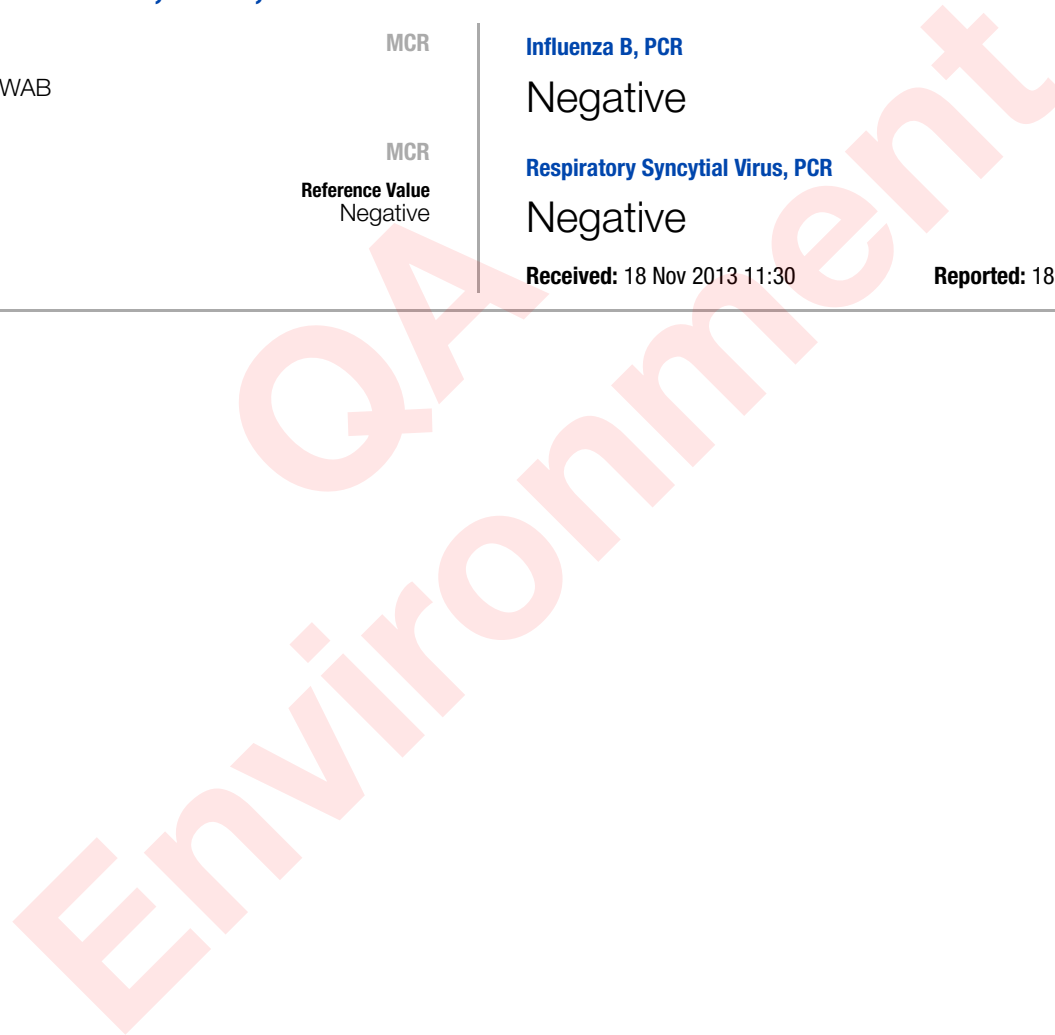 MCR
WAB
MCR
Reference Value
Negative
Influenza B, PCR
Negative
Respiratory Syncytial Virus, PCR
Negative
Received: 18 Nov 2013 11:30
Reported: 18
QA
Environment